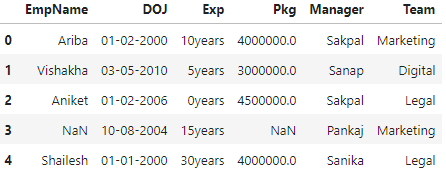 EmpName DOJ Exp Pkg Manager Team
0 Ariba 01-02-2000 10years 4000000.0 Sakpal Marketing
1 Vishakha 03-05-2010 5years 3000000.0 Sanap Digital
2 Aniket 01-02-2006 0years 4500000.0 Sakpal Legal
3 NaN 10-08-2004 15years NaN Pankaj Marketing
4 Shailesh 01-01-2000 30years 4000000.0 Sanika Legal